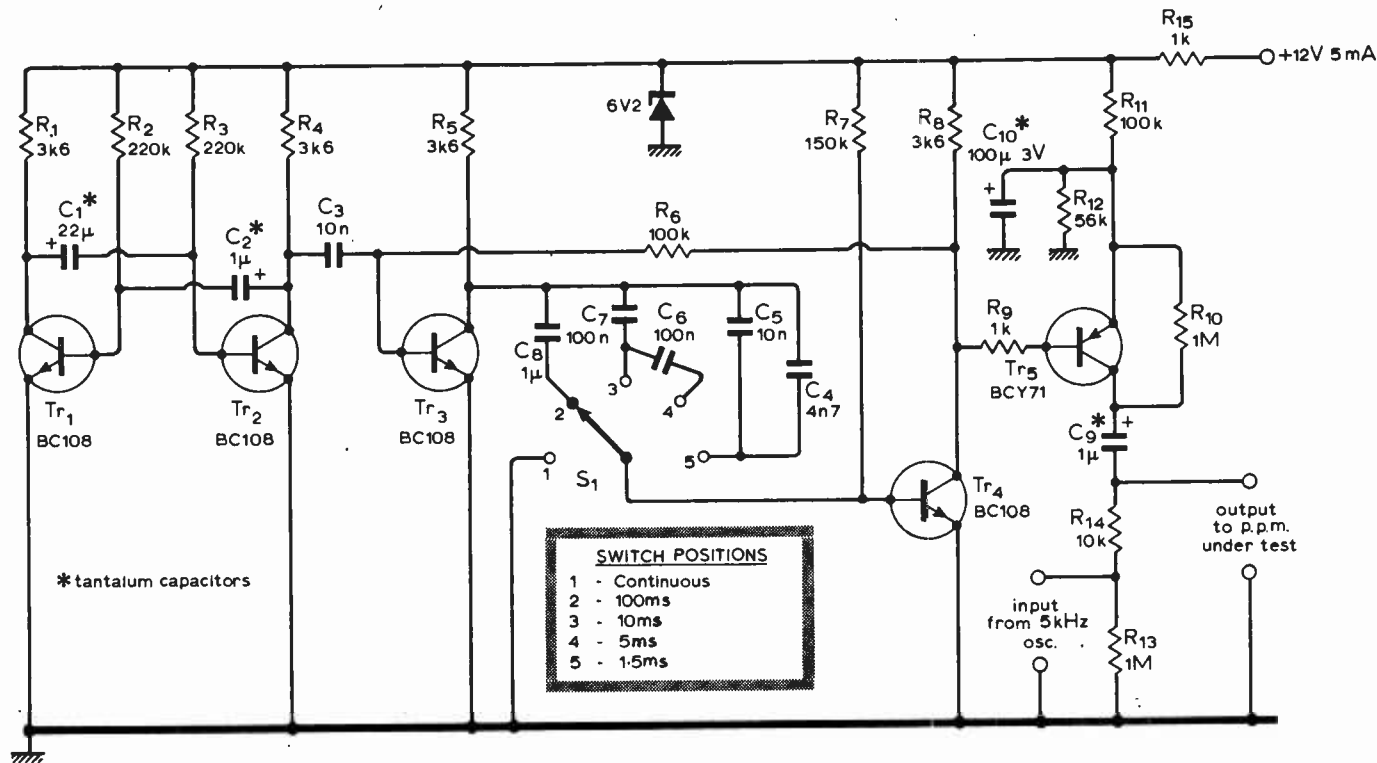 R15
1k
+12V 5mA
R1
3k6
R2
220k
R3
220k
R4
3k6
R5
3k6
6V2
R7
150k
R8
3k6
C10*
100μ 3V
+
R11
100k
R12
56k
C1*
22μ
+
C2*
1μ
+
C3
10n
R6
100k
C7
100n
C6
100n
C5
10n
C8
1μ
C4
4n7
R9
1k
R10
1M
Tr5
BCY71
Tr1
BC108
Tr2
BC108
Tr3
BC108
2
3
4
1
S1
5
C9*
1μ
+
Tr4
BC108
R14
10k
output
to p.p.m.
under test
input
from 5kHz
osc.
R13
1M
* tantalum capacitors
SWITCH POSITIONS
1 - Continuous
2 - 100ms
3 - 10ms
4 - 5ms
5 - 1·5ms